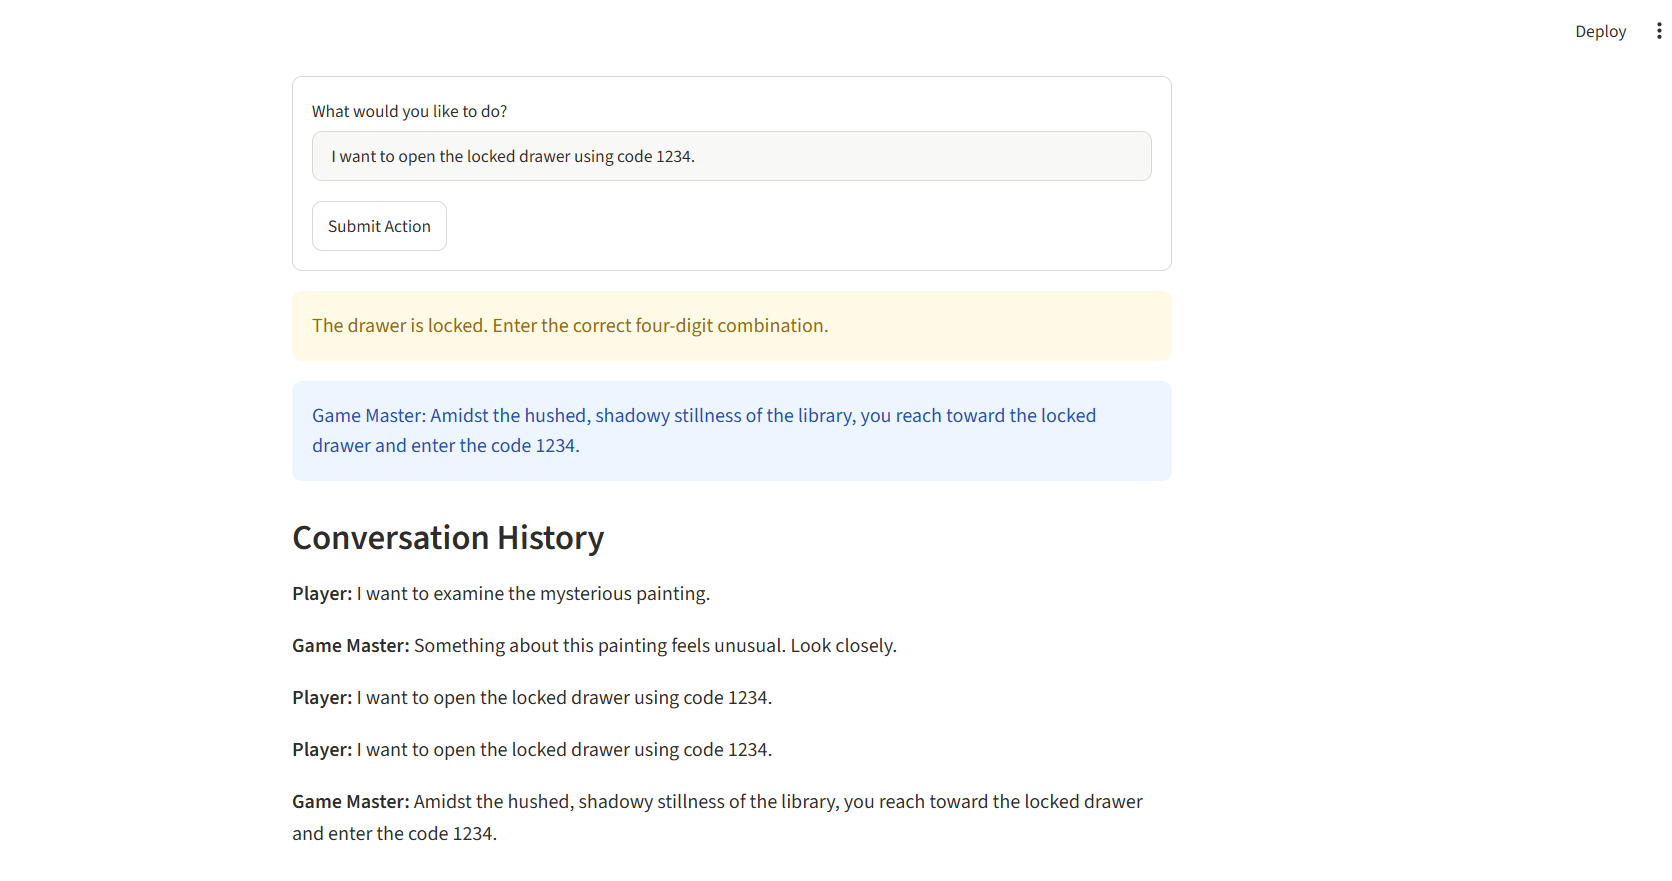 Deploy
What would you like to do?
I want to open the locked drawer using code 1234.
Submit Action
The drawer is locked. Enter the correct four-digit combination.
Game Master: Amidst the hushed, shadowy stillness of the library, you reach toward the locked
drawer and enter the code 1234.
Conversation History
Player: I want to examine the mysterious painting.
Game Master: Something about this painting feels unusual. Look closely.
Player: I want to open the locked drawer using code 1234.
Player: I want to open the locked drawer using code 1234.
Game Master: Amidst the hushed, shadowy stillness of the library, you reach toward the locked drawer
and enter the code 1234.